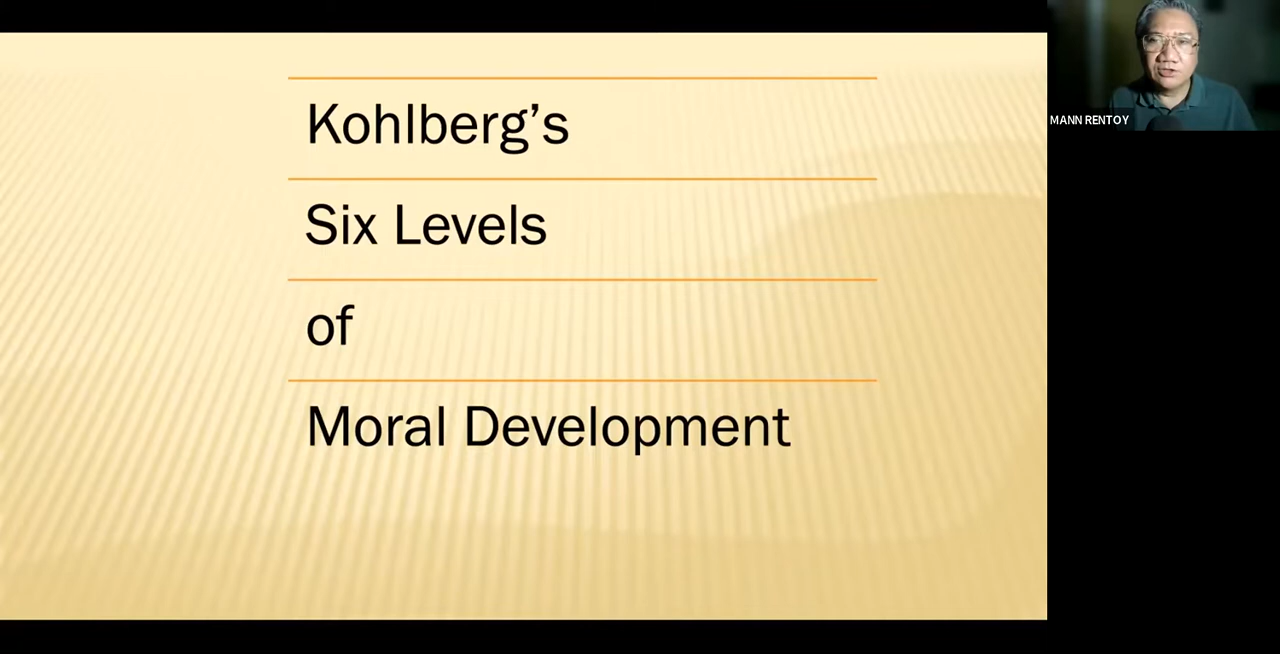 Kohlberg’s
Six Levels
of
Moral Development
MANN RENTOY